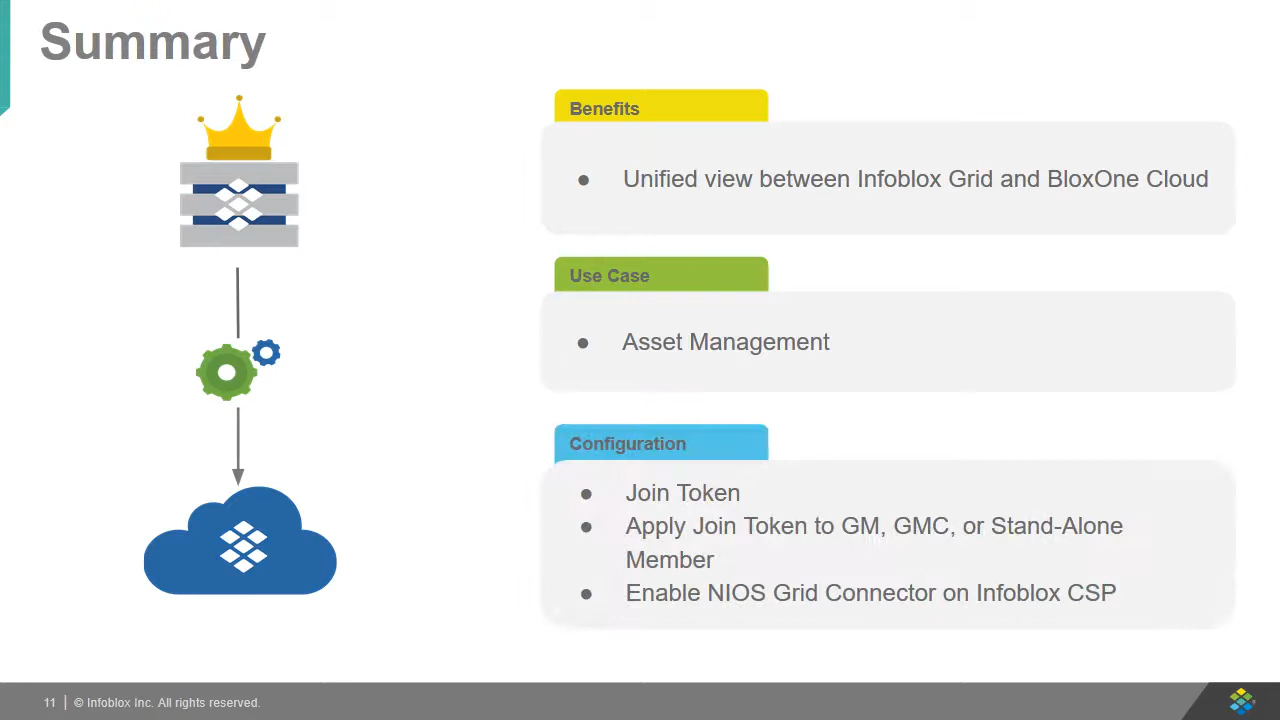 Summary
Benefits
● Unified view between Infoblox Grid and BloxOne Cloud
Use Case
● Asset Management
Configuration
● Join Token
● Apply Join Token to GM, GMC, or Stand-Alone
Member
● Enable NIOS Grid Connector on Infoblox CSP
11 | © Infoblox Inc. All rights reserved.